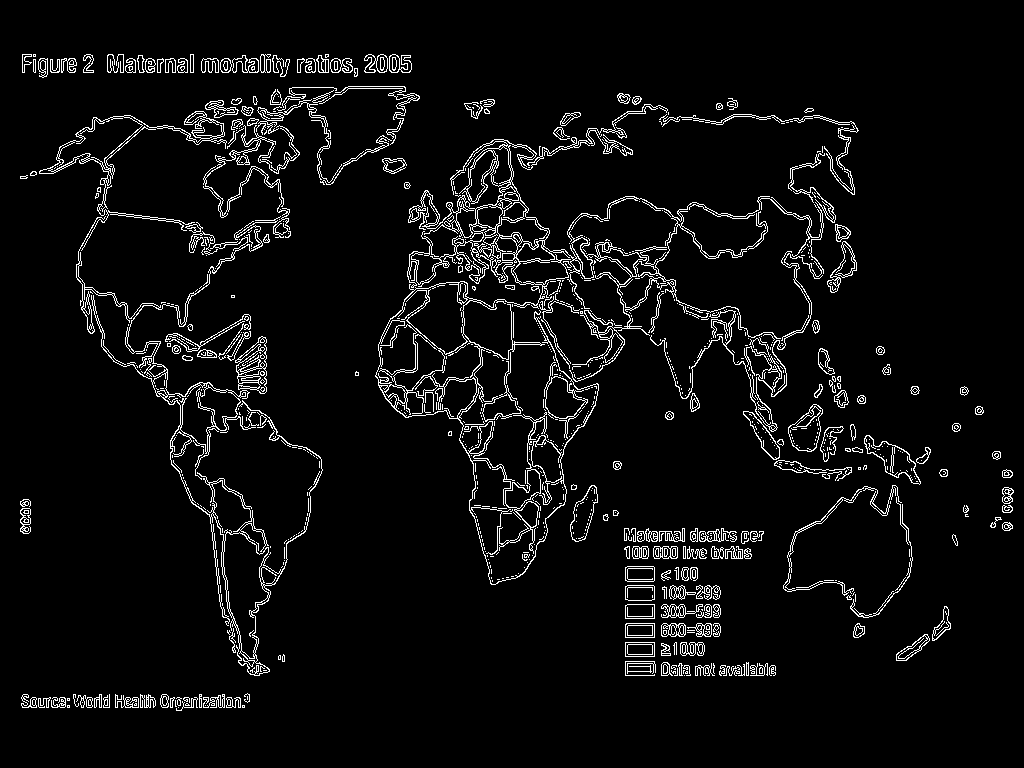 Figure 2 Maternal mortality ratios, 2005
Maternal deaths per
100 000 live births
<100
100–299
300–599
600–999
≥1000
Data not available
Source: World Health Organization.³